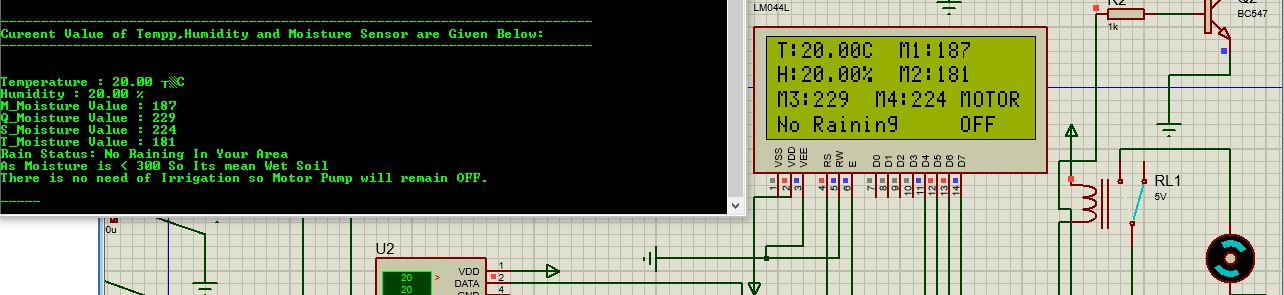 -----------------------------------------------------------------
Cureent Value of Tempp,Humidity and Moisture Sensor are Given Below:
-----------------------------------------------------------------
Temperature : 20.00 ┬░C
Humidity : 20.00 %
M_Moisture Value : 187
Q_Moisture Value : 229
S_Moisture Value : 224
T_Moisture Value : 181
Rain Status: No Raining In Your Area
As Moisture is < 300 So Its mean Wet Soil
There is no need of Irrigation so Motor Pump will remain OFF.
-----
LM044L
T:20.00C M1:187
H:20.00% M2:181
M3:229 M4:224 MOTOR
No Raining OFF
VSS VDD VEE RS RW E D0 D1 D2 D3 D4 D5 D6 D7
1 2 3 4 5 6 7 8 9 10 11 12 13 14
R2
1k
Q2
BC547
RL1
5V
0u
U2
20
20
>
VDD 1
DATA 2
GND 4